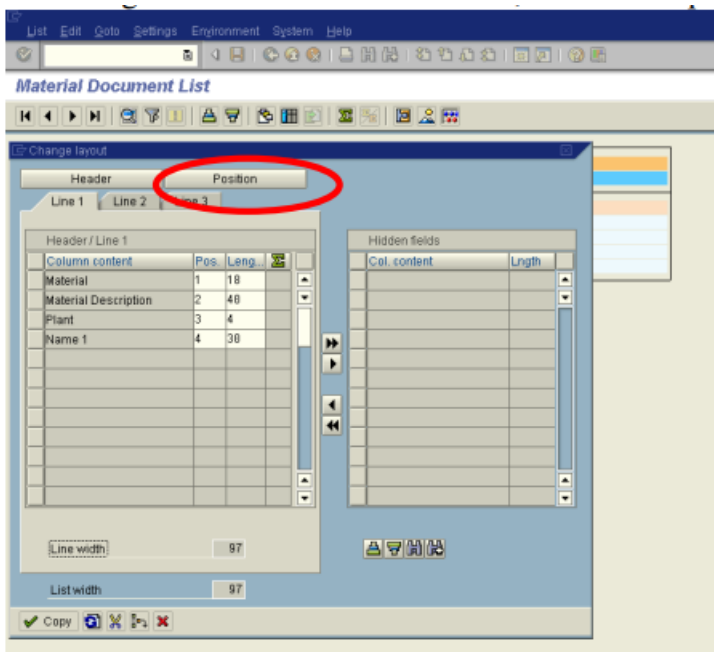 List Edit Goto Settings Environment System Help
Material Document List
Change layout
Header Position
Line 1 Line 2 Line 3
Header / Line 1
Column content Pos. Leng...
Material 1 18
Material Description 2 40
Plant 3 4
Name 1 4 30
Hidden fields
Col. content Lngth
Line width 97
List width 97
Copy